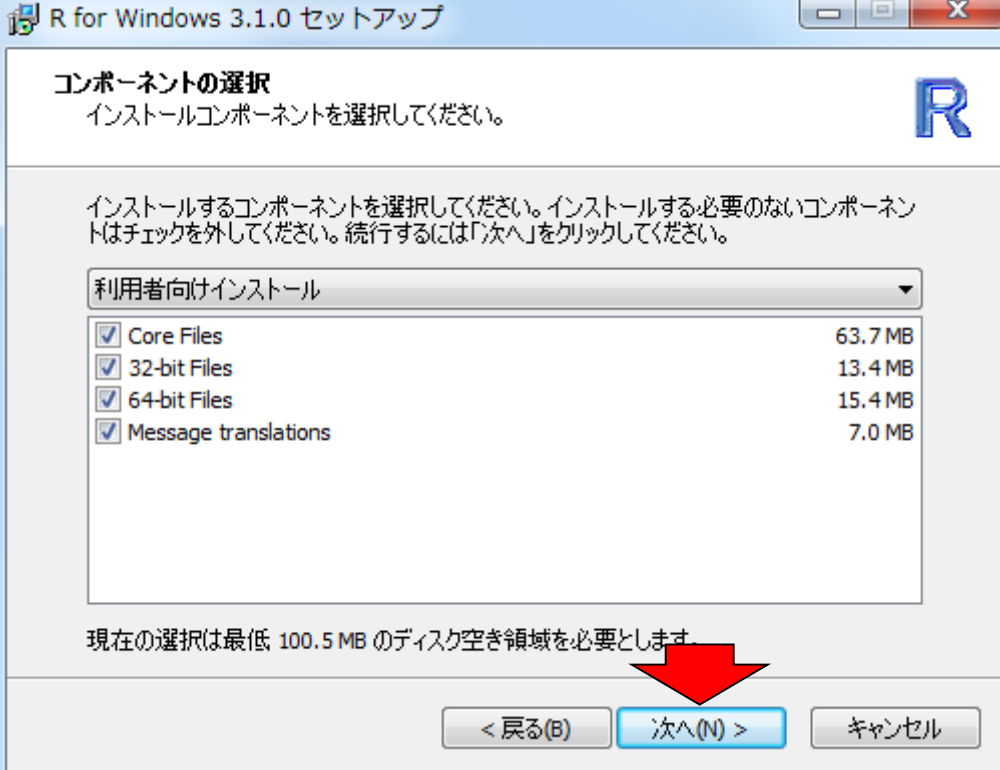 R for Windows 3.1.0 セットアップ
コンポーネントの選択
インストールコンポーネントを選択してください。
R
インストールするコンポーネントを選択してください。インストールする必要のないコンポーネン
トはチェックを外してください。続行するには「次へ」をクリックしてください。
利用者向けインストール
Core Files 63.7 MB
32-bit Files 13.4 MB
64-bit Files 15.4 MB
Message translations 7.0 MB
現在の選択は最低 100.5 MB のディスク空き領域を必要とします。
< 戻る(B) 次へ(N) > キャンセル